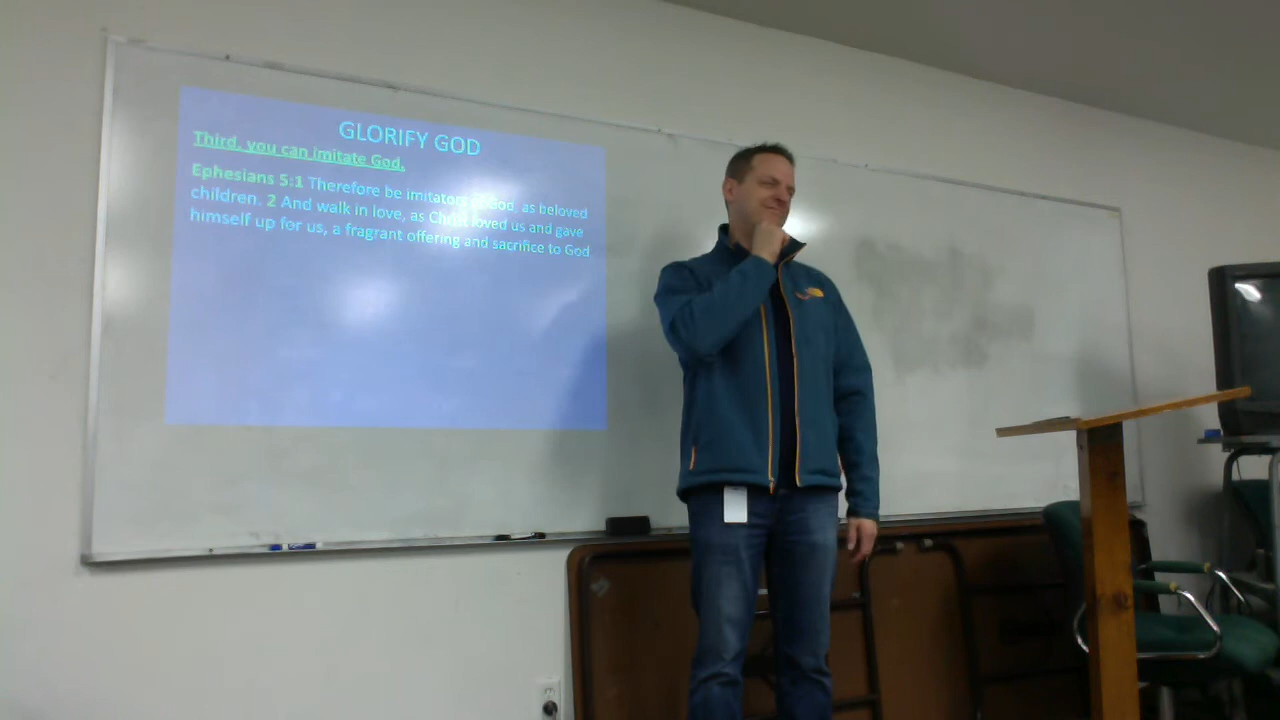 GLORIFY GOD
Third, you can imitate God.
Ephesians 5:1 Therefore be imitators of God, as beloved
children. 2 And walk in love, as Christ loved us and gave
himself up for us, a fragrant offering and sacrifice to God